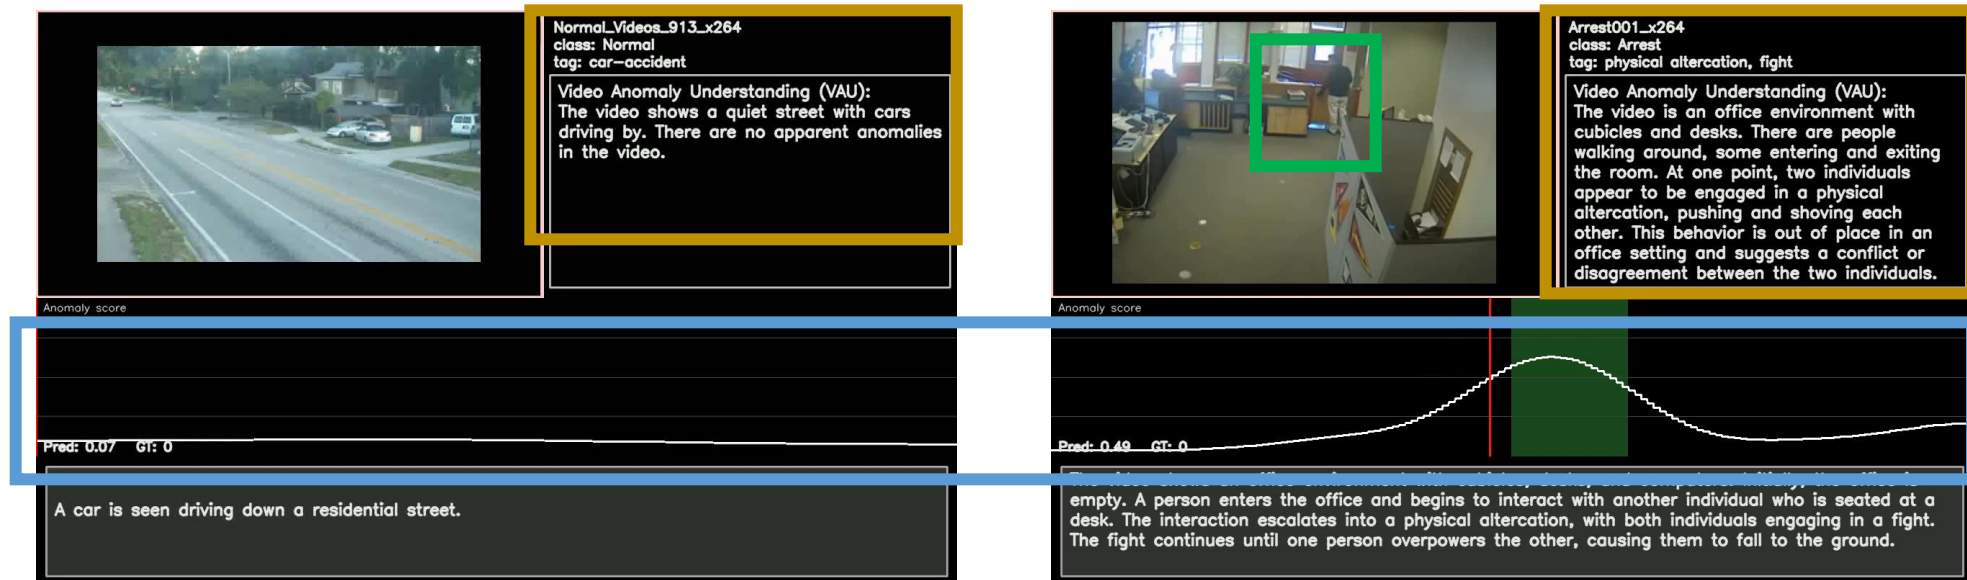 Normal_Videos_913_x264
class: Normal
tag: car-accident
Video Anomaly Understanding (VAU):
The video shows a quiet street with cars
driving by. There are no apparent anomalies
in the video.
Anomaly score
Pred: 0.07 GT: 0
A car is seen driving down a residential street.
Arrest001_x264
class: Arrest
tag: physical altercation, fight
Video Anomaly Understanding (VAU):
The video is an office environment with
cubicles and desks. There are people
walking around, some entering and exiting
the room. At one point, two individuals
appear to be engaged in a physical
altercation, pushing and shoving each
other. This behavior is out of place in an
office setting and suggests a conflict or
disagreement between the two individuals.
Anomaly score
Pred: 0.49 GT: 0
empty. A person enters the office and begins to interact with another individual who is seated at a
desk. The interaction escalates into a physical altercation, with both individuals engaging in a fight.
The fight continues until one person overpowers the other, causing them to fall to the ground.